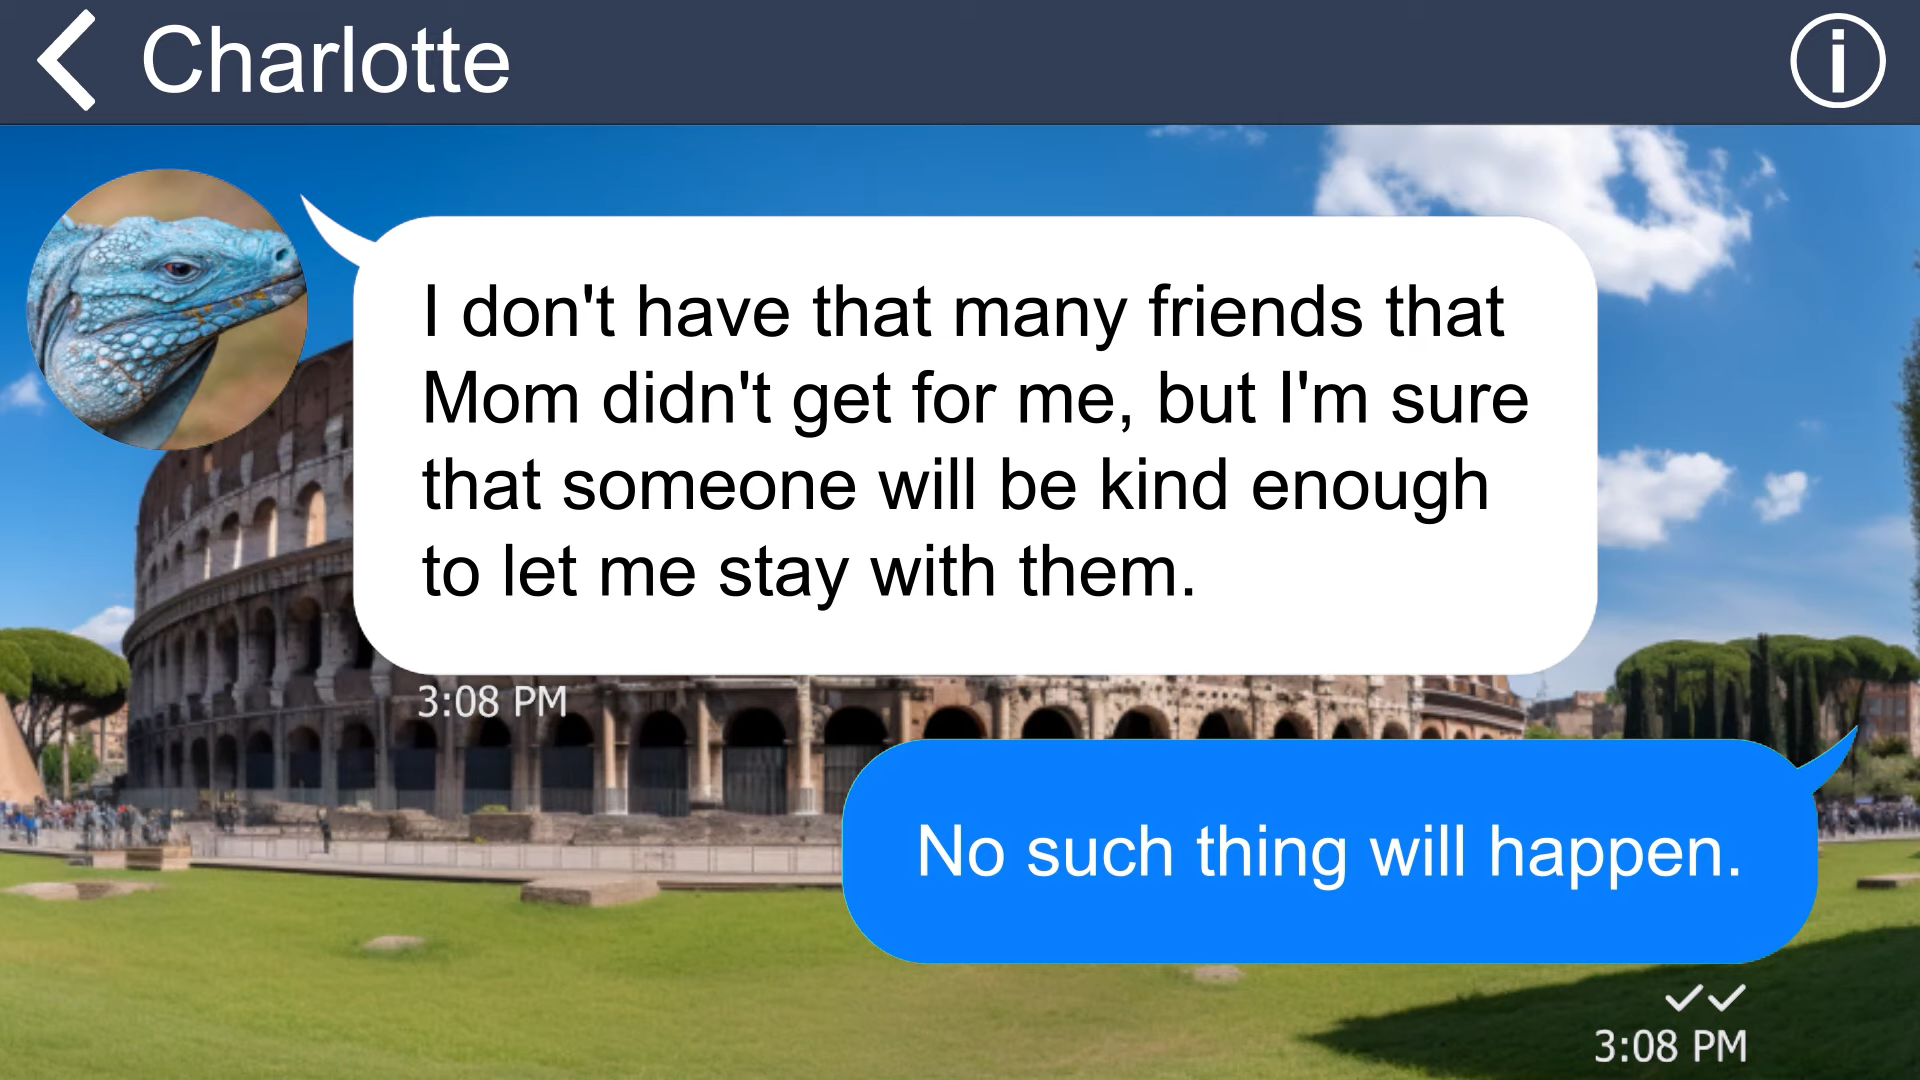 Charlotte
I don't have that many friends that
Mom didn't get for me, but I'm sure
that someone will be kind enough
to let me stay with them.
3:08 PM
No such thing will happen.
3:08 PM